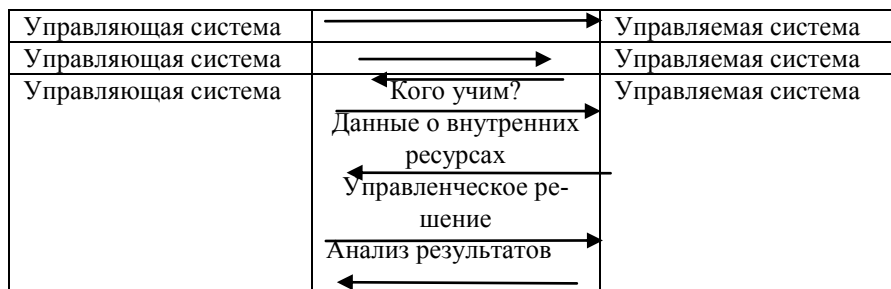 Управляющая система Управляемая система
Управляющая система Управляемая система
Управляющая система Кого учим? Управляемая система
Данные о внутренних
ресурсах
Управленческое ре-
шение
Анализ результатов